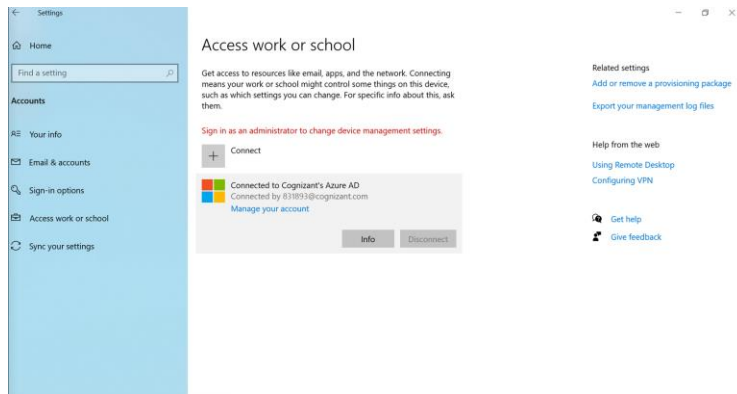 Settings
Home
Find a setting
Accounts
Your info
Email & accounts
Sign-in options
Access work or school
Sync your settings
Access work or school
Get access to resources like email, apps, and the network. Connecting
means your work or school might control some things on this device,
such as which settings you can change. For specific info about this, ask
them.
Sign in as an administrator to change device management settings.
Connect
Connected to Cognizant's Azure AD
Connected by 831893@cognizant.com
Manage your account
Info
Disconnect
Related settings
Add or remove a provisioning package
Export your management log files
Help from the web
Using Remote Desktop
Configuring VPN
Get help
Give feedback